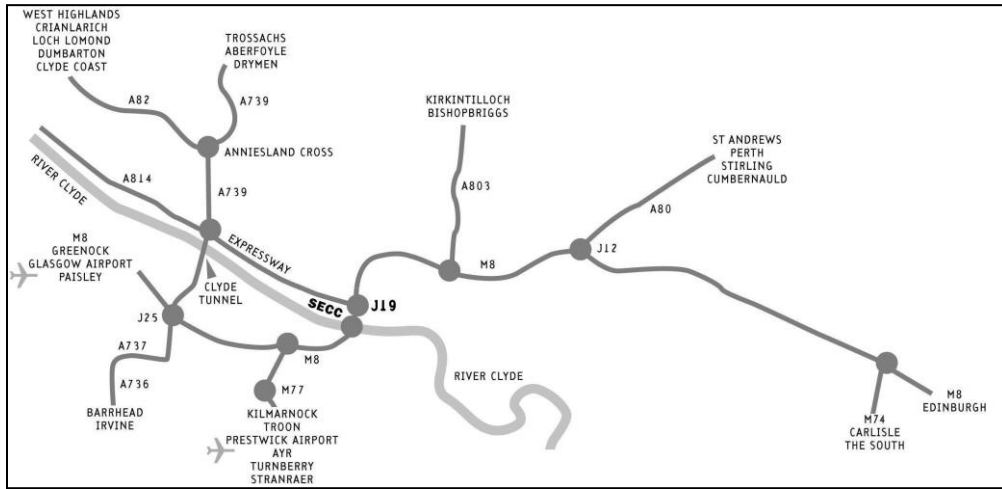 WEST HIGHLANDS
CRIANLARICH
LOCH LOMOND
DUMBARTON
CLYDE COAST
TROSSACHS
ABERFOYLE
DRYMEN
A82
A739
KIRKINTILLOCH
BISHOPBRIGGS
ANNIESLAND CROSS
ST ANDREWS
PERTH
STIRLING
CUMBERNAULD
RIVER CLYDE
A814
A739
A803
A80
EXPRESSWAY
M8
GREENOCK
GLASGOW AIRPORT
PAISLEY
M8
J12
CLYDE
TUNNEL
SECC
J19
J25
A737
M8
A736
M77
RIVER CLYDE
BARRHEAD
IRVINE
KILMARNOCK
TROON
PRESTWICK AIRPORT
AYR
TURNBERRY
STRANRAER
M8
EDINBURGH
M74
CARLISLE
THE SOUTH